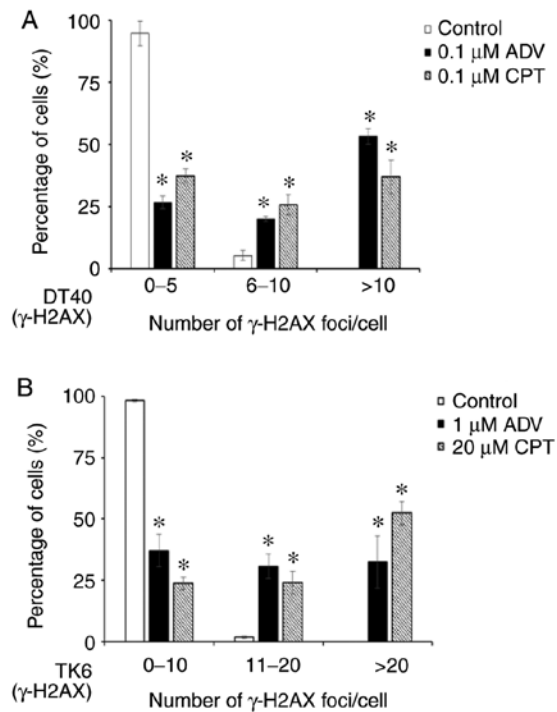 A
100
75
50
25
0
Percentage of cells (%)
Control
0.1 μM ADV
0.1 μM CPT
*
*
*
*
*
*
0–5
6–10
>10
DT40
(γ-H2AX)
Number of γ-H2AX foci/cell
B
100
75
50
25
0
Percentage of cells (%)
Control
1 μM ADV
20 μM CPT
*
*
*
*
*
*
0–10
11–20
>20
TK6
(γ-H2AX)
Number of γ-H2AX foci/cell